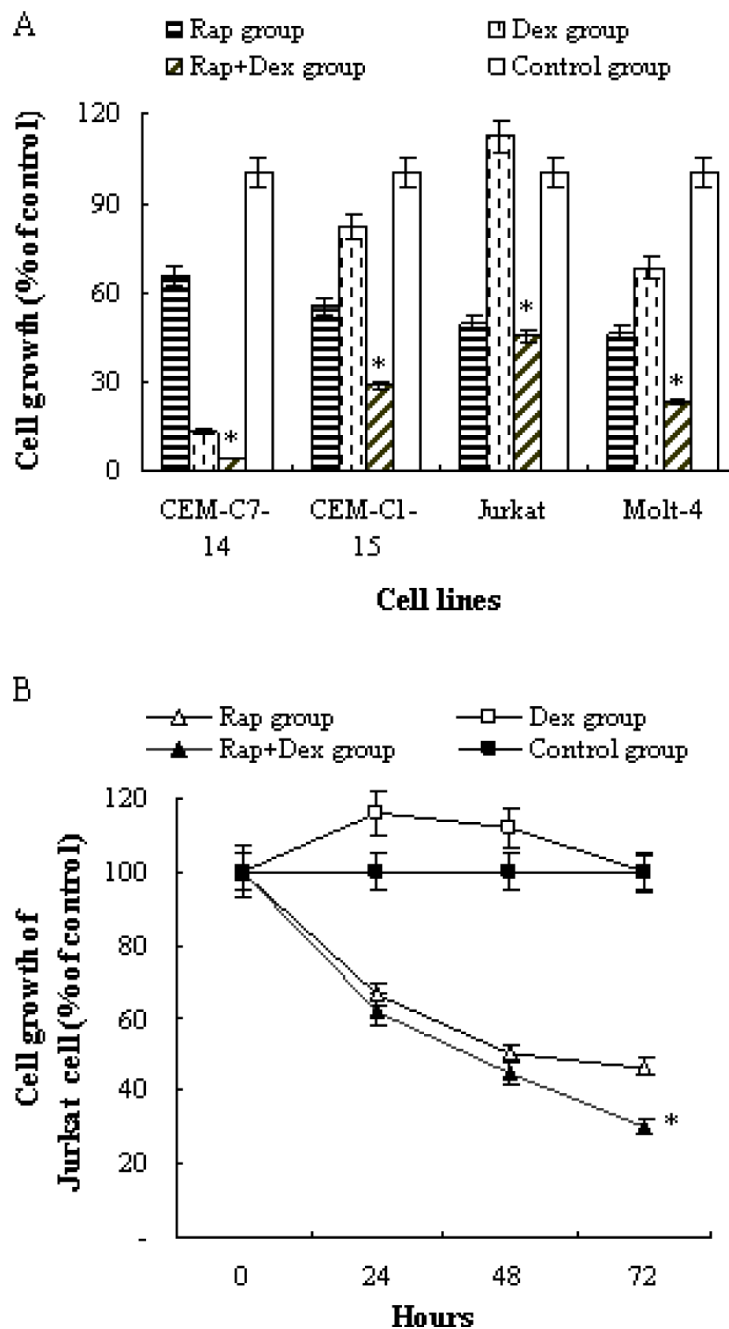 A
Rap group
Dex group
Rap+Dex group
Control group
Cell growth (% of control)
120
90
60
30
0
*
*
*
*
CEM-C7-14
CEM-C1-15
Jurkat
Molt-4
Cell lines
B
Rap group
Dex group
Rap+Dex group
Control group
Cell growth of
Jurkat cell (% of control)
120
100
80
60
40
20
-
*
0
24
48
72
Hours